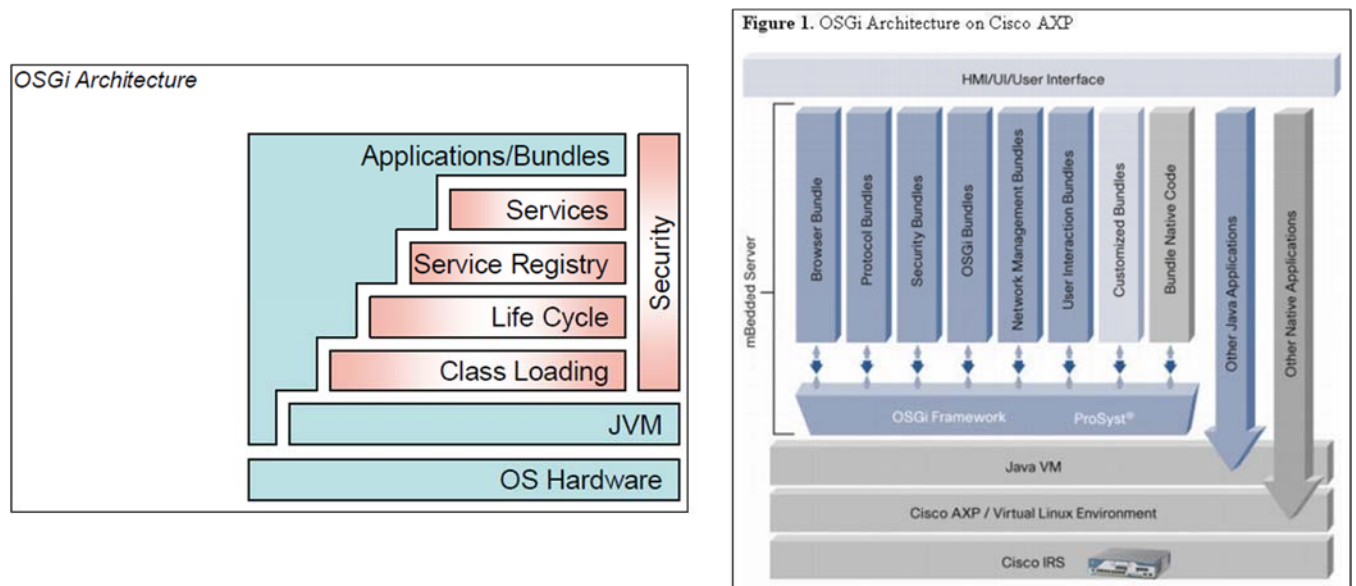 OSGi Architecture
Applications/Bundles
Services
Service Registry
Life Cycle
Class Loading
Security
JVM
OS Hardware
Figure 1. OSGi Architecture on Cisco AXP
HMI/UI/User Interface
mBedded Server
Browser Bundle
Protocol Bundles
Security Bundles
OSGi Bundles
Network Management Bundles
User Interaction Bundles
Customized Bundles
Bundle Native Code
Other Java Applications
Other Native Applications
OSGi Framework ProSyst®
Java VM
Cisco AXP / Virtual Linux Environment
Cisco IRS